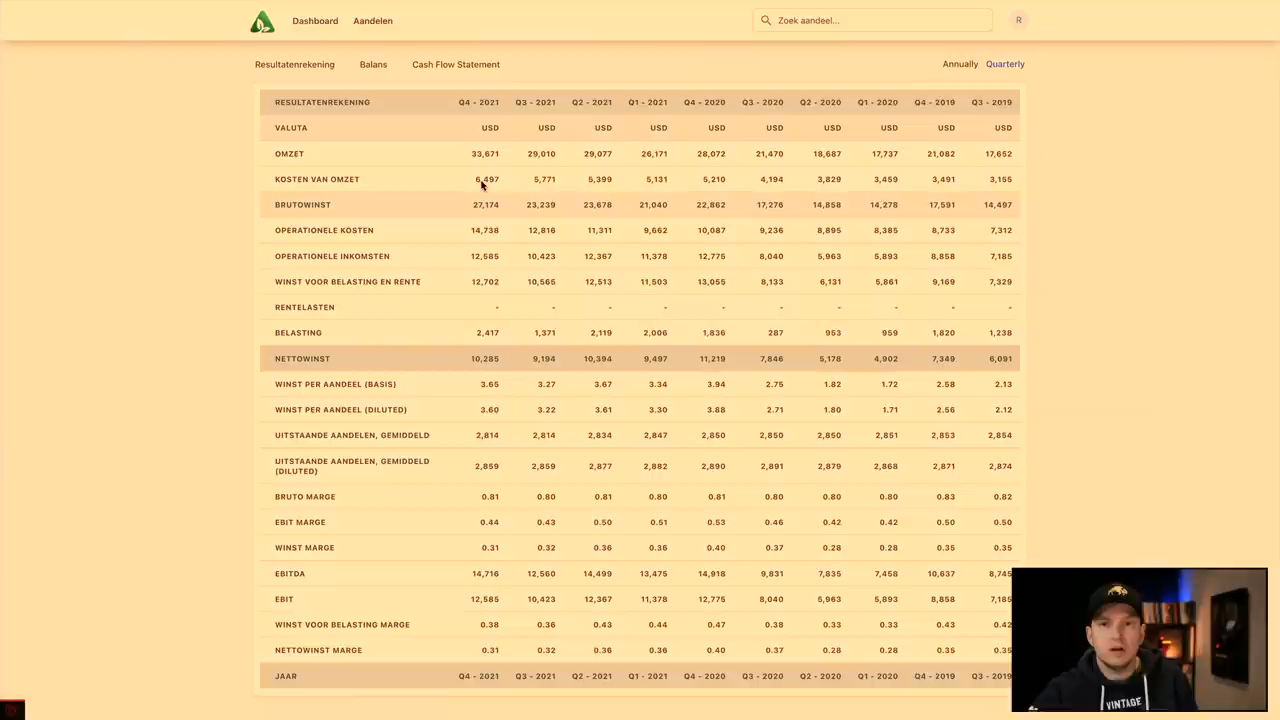 Dashboard Aandelen Zoek aandeel... R
Resultatenrekening Balans Cash Flow Statement Annually Quarterly
RESULTATENREKENING Q4 - 2021 Q3 - 2021 Q2 - 2021 Q1 - 2021 Q4 - 2020 Q3 - 2020 Q2 - 2020 Q1 - 2020 Q4 - 2019 Q3 - 2019
VALUTA USD USD USD USD USD USD USD USD USD USD
OMZET 33,671 29,010 29,077 26,171 28,072 21,470 18,687 17,737 21,082 17,652
KOSTEN VAN OMZET 6,497 5,771 5,399 5,131 5,210 4,194 3,829 3,459 3,491 3,155
BRUTOWINST 27,174 23,239 23,678 21,040 22,862 17,276 14,858 14,278 17,591 14,497
OPERATIONELE KOSTEN 14,738 12,816 11,311 9,662 10,087 9,236 8,895 8,385 8,733 7,312
OPERATIONELE INKOMSTEN 12,585 10,423 12,367 11,378 12,775 8,040 5,963 5,893 8,858 7,185
WINST VOOR BELASTING EN RENTE 12,702 10,565 12,513 11,503 13,055 8,133 6,131 5,861 9,169 7,329
RENTELASTEN - - - - - - - - - -
BELASTING 2,417 1,371 2,119 2,006 1,836 287 953 959 1,820 1,238
NETTOWINST 10,285 9,194 10,394 9,497 11,219 7,846 5,178 4,902 7,349 6,091
WINST PER AANDEEL (BASIS) 3.65 3.27 3.67 3.34 3.94 2.75 1.82 1.72 2.58 2.13
WINST PER AANDEEL (DILUTED) 3.60 3.22 3.61 3.30 3.88 2.71 1.80 1.71 2.56 2.12
UITSTAANDE AANDELEN, GEMIDDELD 2,814 2,814 2,834 2,847 2,850 2,850 2,850 2,851 2,853 2,854
UITSTAANDE AANDELEN, GEMIDDELD
(DILUTED) 2,859 2,859 2,877 2,882 2,890 2,891 2,879 2,868 2,871 2,874
BRUTO MARGE 0.81 0.80 0.81 0.80 0.81 0.80 0.80 0.80 0.83 0.82
EBIT MARGE 0.44 0.43 0.50 0.51 0.53 0.46 0.42 0.42 0.50 0.50
WINST MARGE 0.31 0.32 0.36 0.36 0.40 0.37 0.28 0.28 0.35 0.35
EBITDA 14,716 12,560 14,499 13,475 14,918 9,831 7,835 7,458 10,637 8,745
EBIT 12,585 10,423 12,367 11,378 12,775 8,040 5,963 5,893 8,858 7,185
WINST VOOR BELASTING MARGE 0.38 0.36 0.43 0.44 0.47 0.38 0.33 0.33 0.43 0.42
NETTOWINST MARGE 0.31 0.32 0.36 0.36 0.40 0.37 0.28 0.28 0.35 0.35
JAAR Q4 - 2021 Q3 - 2021 Q2 - 2021 Q1 - 2021 Q4 - 2020 Q3 - 2020 Q2 - 2020 Q1 - 2020 Q4 - 2019 Q3 - 2019
VINTAGE